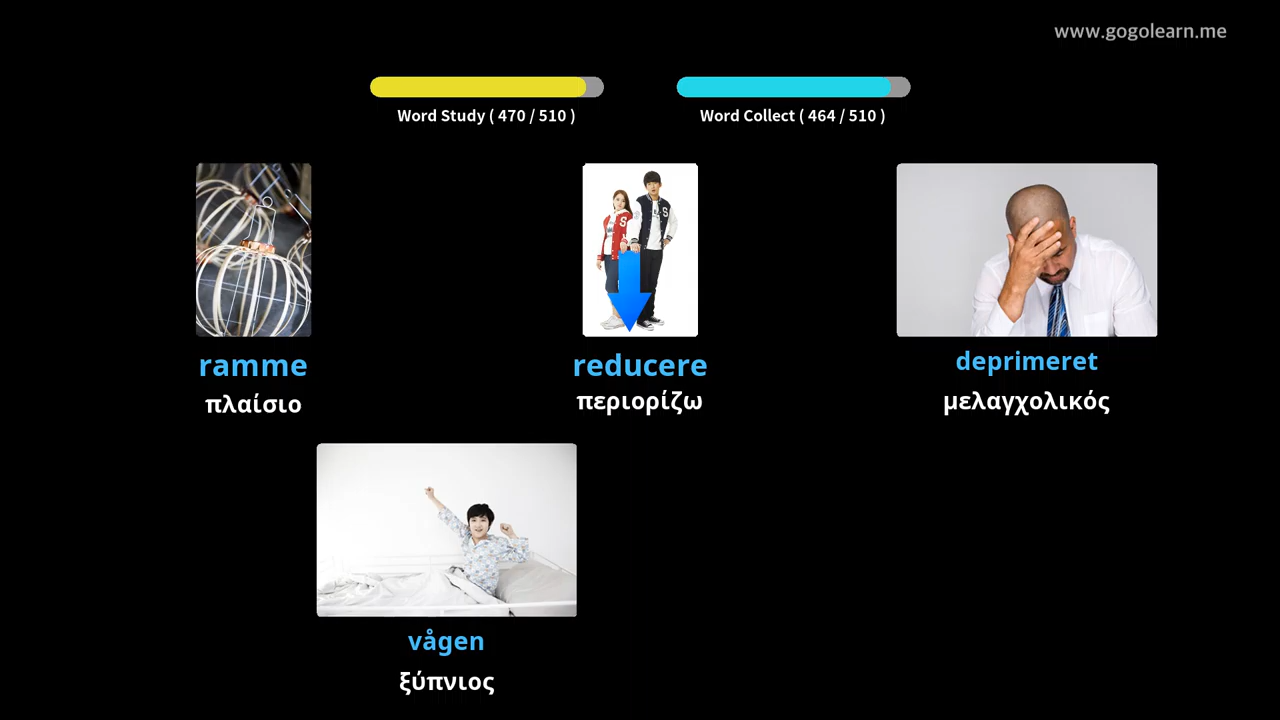 www.gogolearn.me
Word Study ( 470 / 510 )
Word Collect ( 464 / 510 )
ramme
πλαίσιο
reducere
περιορίζω
deprimeret
μελαγχολικός
vågen
ξύπνιος